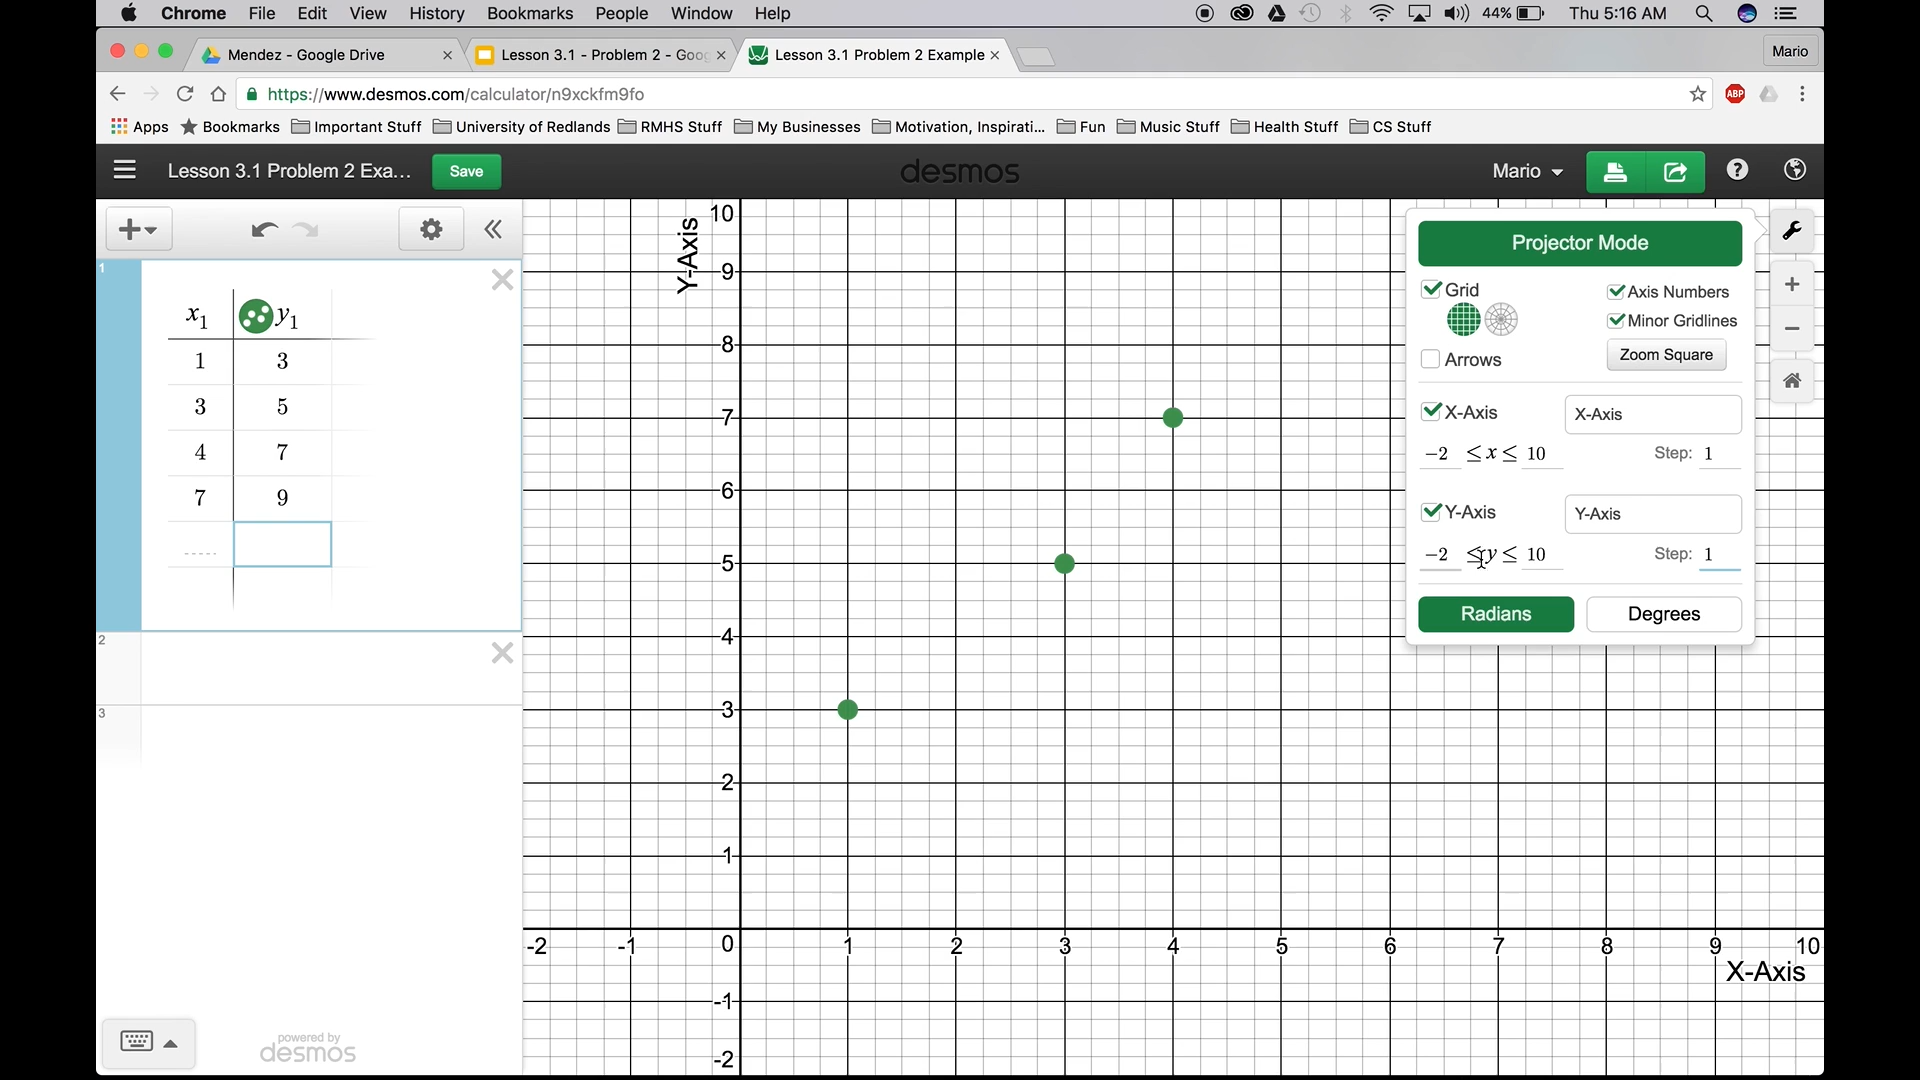 Chrome File Edit View History Bookmarks People Window Help 44% Thu 5:16 AM
Mendez - Google Drive Lesson 3.1 - Problem 2 - Goog Lesson 3.1 Problem 2 Example Mario
https://www.desmos.com/calculator/n9xckfm9fo ABP
Apps Bookmarks Important Stuff University of Redlands RMHS Stuff My Businesses Motivation, Inspirati... Fun Music Stuff Health Stuff CS Stuff
Lesson 3.1 Problem 2 Exa... Save desmos Mario ?
1
x₁ y₁
1 3
3 5
4 7
7 9
2
3
powered by
desmos
Y-Axis
10
9
8
7
6
5
4
3
2
1
-2 -1 0 1 2 3 4 5 6 7 8 9 10
X-Axis
-1
-2
Projector Mode
Grid Axis Numbers
Minor Gridlines
Arrows Zoom Square
X-Axis X-Axis
−2 ≤ x ≤ 10 Step: 1
Y-Axis Y-Axis
−2 ≤ y ≤ 10 Step: 1
Radians Degrees